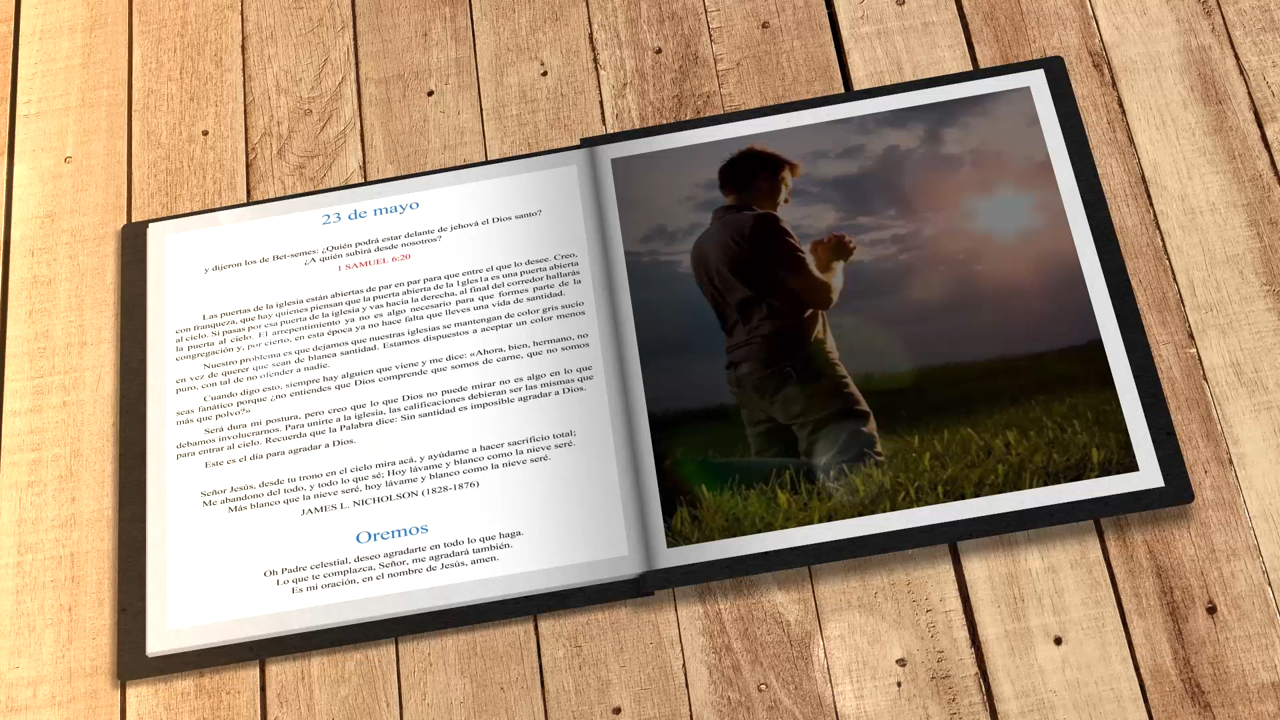 23 de mayo
y dijeron los de Bet-semes: ¿Quién podrá estar delante de jehová el Dios santo?
¿A quién subirá desde nosotros?
1 SAMUEL 6:20
Las puertas de la iglesia están abiertas de par en par para que entre el que lo desee. Creo,
con franqueza, que hay quienes piensan que la puerta abierta de la 1gles1a es una puerta abierta
al cielo. Si pasas por esa puerta de la iglesia y vas hacia la derecha, al final del corredor hallarás
la puerta al cielo. El arrepentimiento ya no es algo necesario para que formes parte de la
congregación y, por cierto, en esta época ya no hace falta que lleves una vida de santidad.
Nuestro problema es que dejamos que nuestras iglesias se mantengan de color gris sucio
en vez de querer que sean de blanca santidad. Estamos dispuestos a aceptar un color menos
puro, con tal de no ofender a nadie.
Cuando digo esto, siempre hay alguien que viene y me dice: «Ahora, bien, hermano, no
seas fanático porque ¿no entiendes que Dios comprende que somos de carne, que no somos
más que polvo?»
Será dura mi postura, pero creo que lo que Dios no puede mirar no es algo en lo que
debamos involucrarnos. Para unirte a la iglesia, las calificaciones debieran ser las mismas que
para entrar al cielo. Recuerda que la Palabra dice: Sin santidad es imposible agradar a Dios.
Este es el día para agradar a Dios.
Señor Jesús, desde tu trono en el cielo mira acá, y ayúdame a hacer sacrificio total;
Me abandono del todo, y todo lo que sé; Hoy lávame y blanco como la nieve seré.
Más blanco que la nieve seré, hoy lávame y blanco como la nieve seré.
JAMES L. NICHOLSON (1828-1876)
Oremos
Oh Padre celestial, deseo agradarte en todo lo que haga.
Lo que te complazca, Señor, me agradará también.
Es mi oración, en el nombre de Jesús, amen.